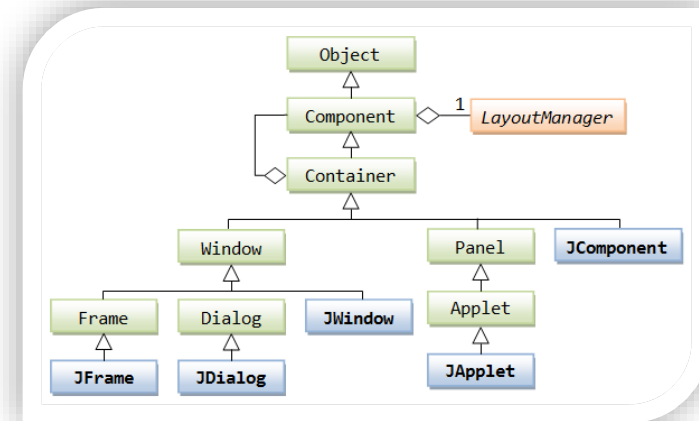 Object
1
Component
LayoutManager
Container
Window
Panel
JComponent
Frame
Dialog
JWindow
Applet
JFrame
JDialog
JApplet